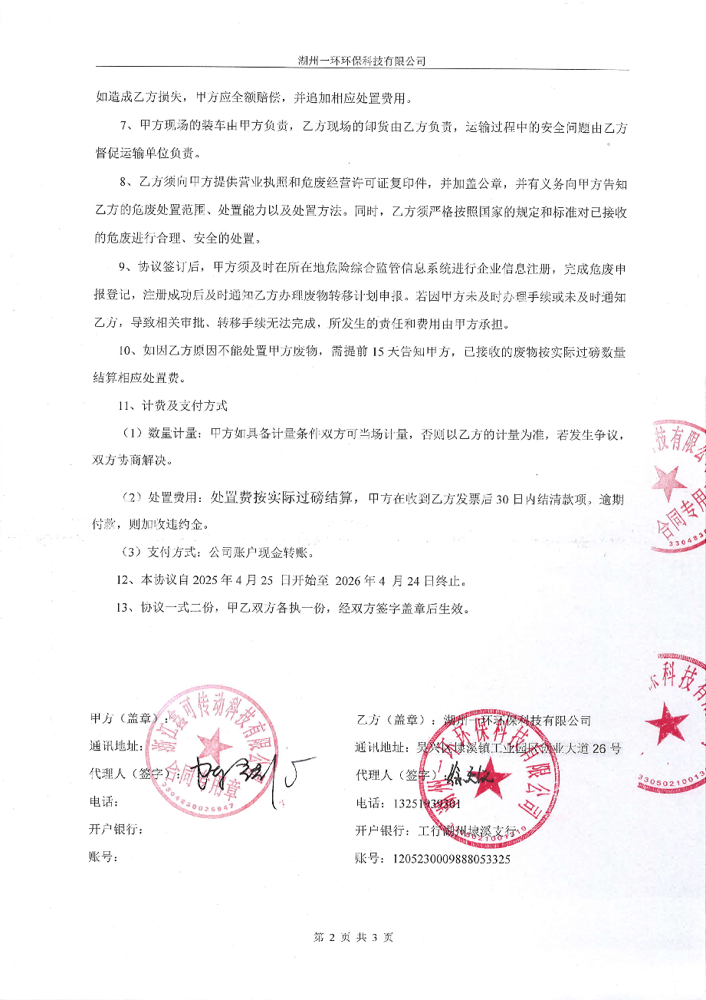 湖州一环环保科技有限公司
如造成乙方损失，甲方应全额赔偿，并追加相应处置费用。
7、甲方现场的装车由甲方负责，乙方现场的卸货由乙方负责，运输过程中的安全问题由乙方
督促运输单位负责。
8、乙方须向甲方提供营业执照和危废经营许可证复印件，并加盖公章，并有义务向甲方告知
乙方的危废处置范围、处置能力以及处置方法。同时，乙方须严格按照国家的规定和标准对已接收
的危废进行合理、安全的处置。
9、协议签订后，甲方须及时在所在地危险综合监管信息系统进行企业信息注册，完成危废申
报登记，注册成功后及时通知乙方办理废物转移计划申报。若因甲方未及时办理手续或未及时通知
乙方，导致相关审批、转移手续无法完成，所发生的责任和费用由甲方承担。
10、如因乙方原因不能处置甲方废物，需提前 15 天告知甲方，已接收的废物按实际过磅数量
结算相应处置费。
11、计费及支付方式
（1）数量计量：甲方如具备计量条件双方可当场计量，否则以乙方的计量为准，若发生争议，
双方协商解决。
（2）处置费用：处置费按实际过磅结算，甲方在收到乙方发票后 30 日内结清款项。逾期
付款，则加收违约金。
（3）支付方式：公司账户现金转账。
12、本协议自 2025 年 4 月 25 日开始至 2026 年 4 月 24 日终止。
13、协议一式二份，甲乙双方各执一份，经双方签字盖章后生效。
技有限公
合同专用
330483
科技有
3305021001
甲方（盖章）：
浙江鑫可传动科技有限公司
合同专用章
3304830025947
通讯地址：
代理人（签字）：
电话：
开户银行：
账号：
乙方（盖章）：湖州一环环保科技有限公司
通讯地址：吴兴区埭溪镇工业园区创业大道 26 号
代理人（签字）：
电话：13251939301
开户银行：工行湖州埭溪支行
账号：1205230009888053325
湖州一环环保科技有限公司
第 2 页 共 3 页